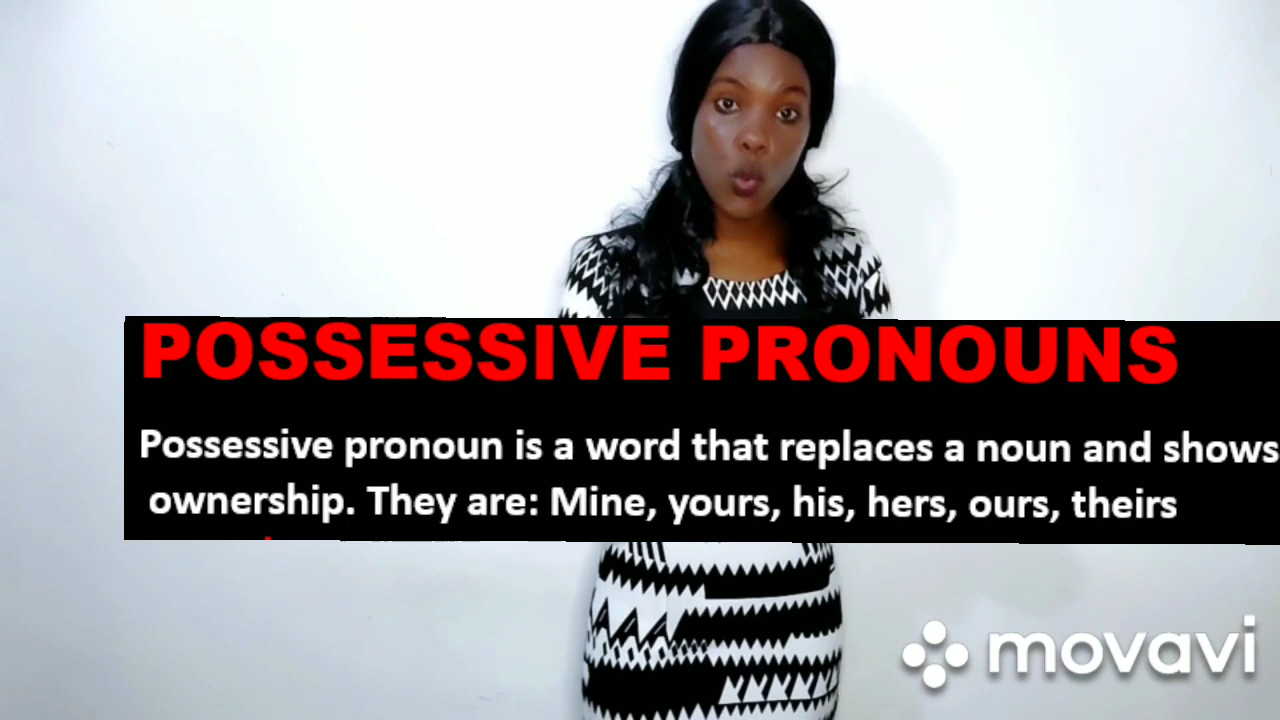 POSSESSIVE PRONOUNS
Possessive pronoun is a word that replaces a noun and shows
ownership. They are: Mine, yours, his, hers, ours, theirs
movavi